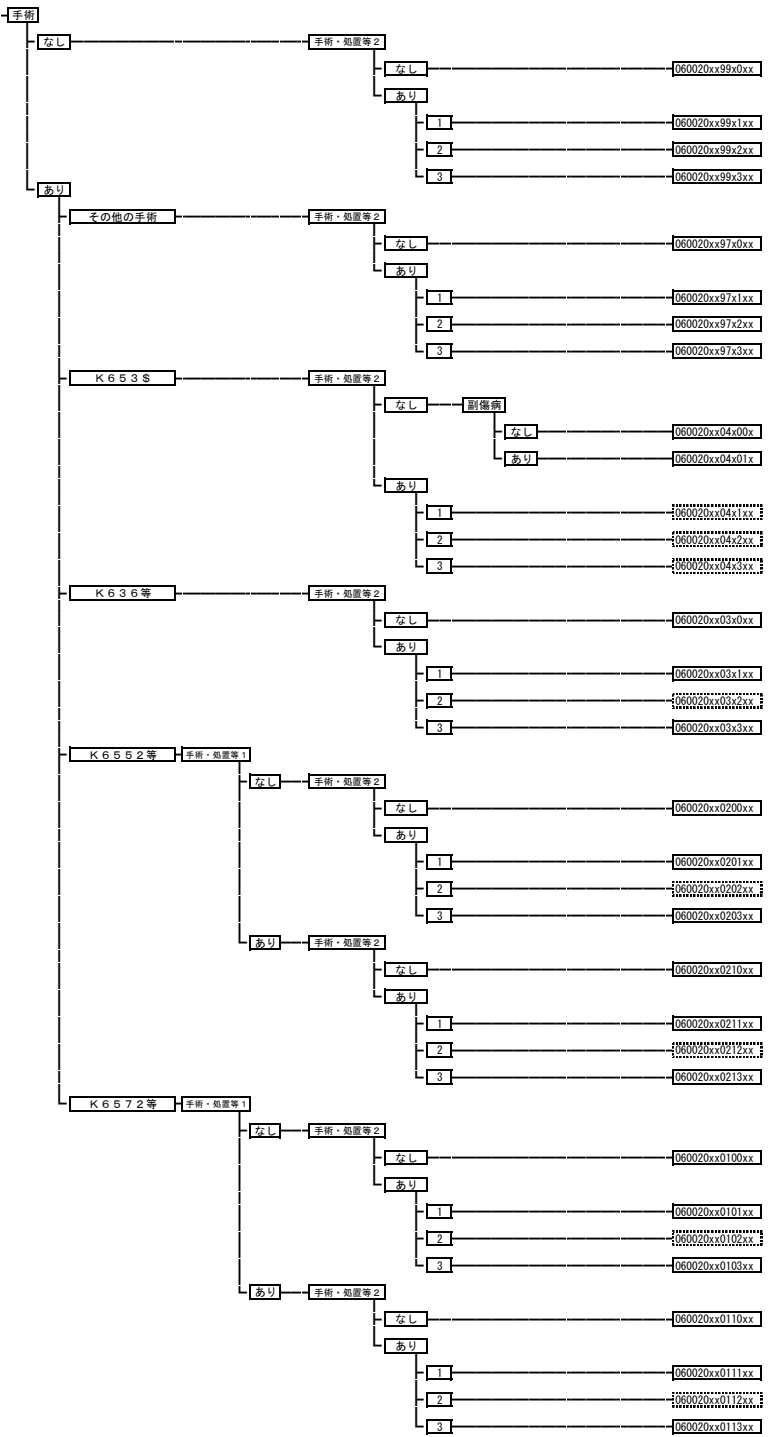 手術
なし 手術・処置等2
なし 060020xx99x0xx
あり
1 060020xx99x1xx
2 060020xx99x2xx
3 060020xx99x3xx
あり
その他の手術 手術・処置等2
なし 060020xx97x0xx
あり
1 060020xx97x1xx
2 060020xx97x2xx
3 060020xx97x3xx
K653$ 手術・処置等2
なし 副傷病
なし 060020xx04x00x
あり 060020xx04x01x
あり
1 060020xx04x1xx
2 060020xx04x2xx
3 060020xx04x3xx
K636等 手術・処置等2
なし 060020xx03x0xx
あり
1 060020xx03x1xx
2 060020xx03x2xx
3 060020xx03x3xx
K6552等 手術・処置等1
なし 手術・処置等2
なし 060020xx0200xx
あり
1 060020xx0201xx
2 060020xx0202xx
3 060020xx0203xx
あり 手術・処置等2
なし 060020xx0210xx
あり
1 060020xx0211xx
2 060020xx0212xx
3 060020xx0213xx
K6572等 手術・処置等1
なし 手術・処置等2
なし 060020xx0100xx
あり
1 060020xx0101xx
2 060020xx0102xx
3 060020xx0103xx
あり 手術・処置等2
なし 060020xx0110xx
あり
1 060020xx0111xx
2 060020xx0112xx
3 060020xx0113xx